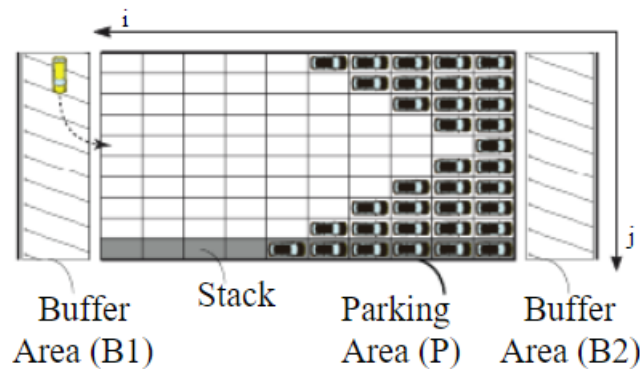 i
j
Stack
Buffer
Area (B1)
Parking
Area (P)
Buffer
Area (B2)